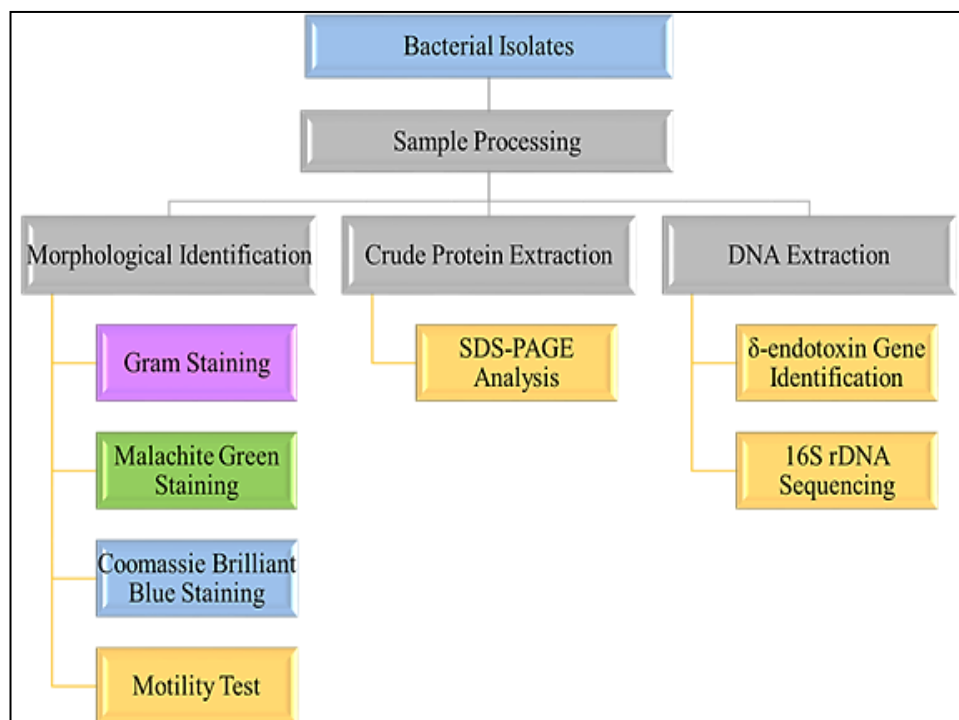 Bacterial Isolates
Sample Processing
Morphological Identification
Crude Protein Extraction
DNA Extraction
Gram Staining
Malachite Green
Staining
Coomassie Brilliant
Blue Staining
Motility Test
SDS-PAGE
Analysis
δ-endotoxin Gene
Identification
16S rDNA
Sequencing